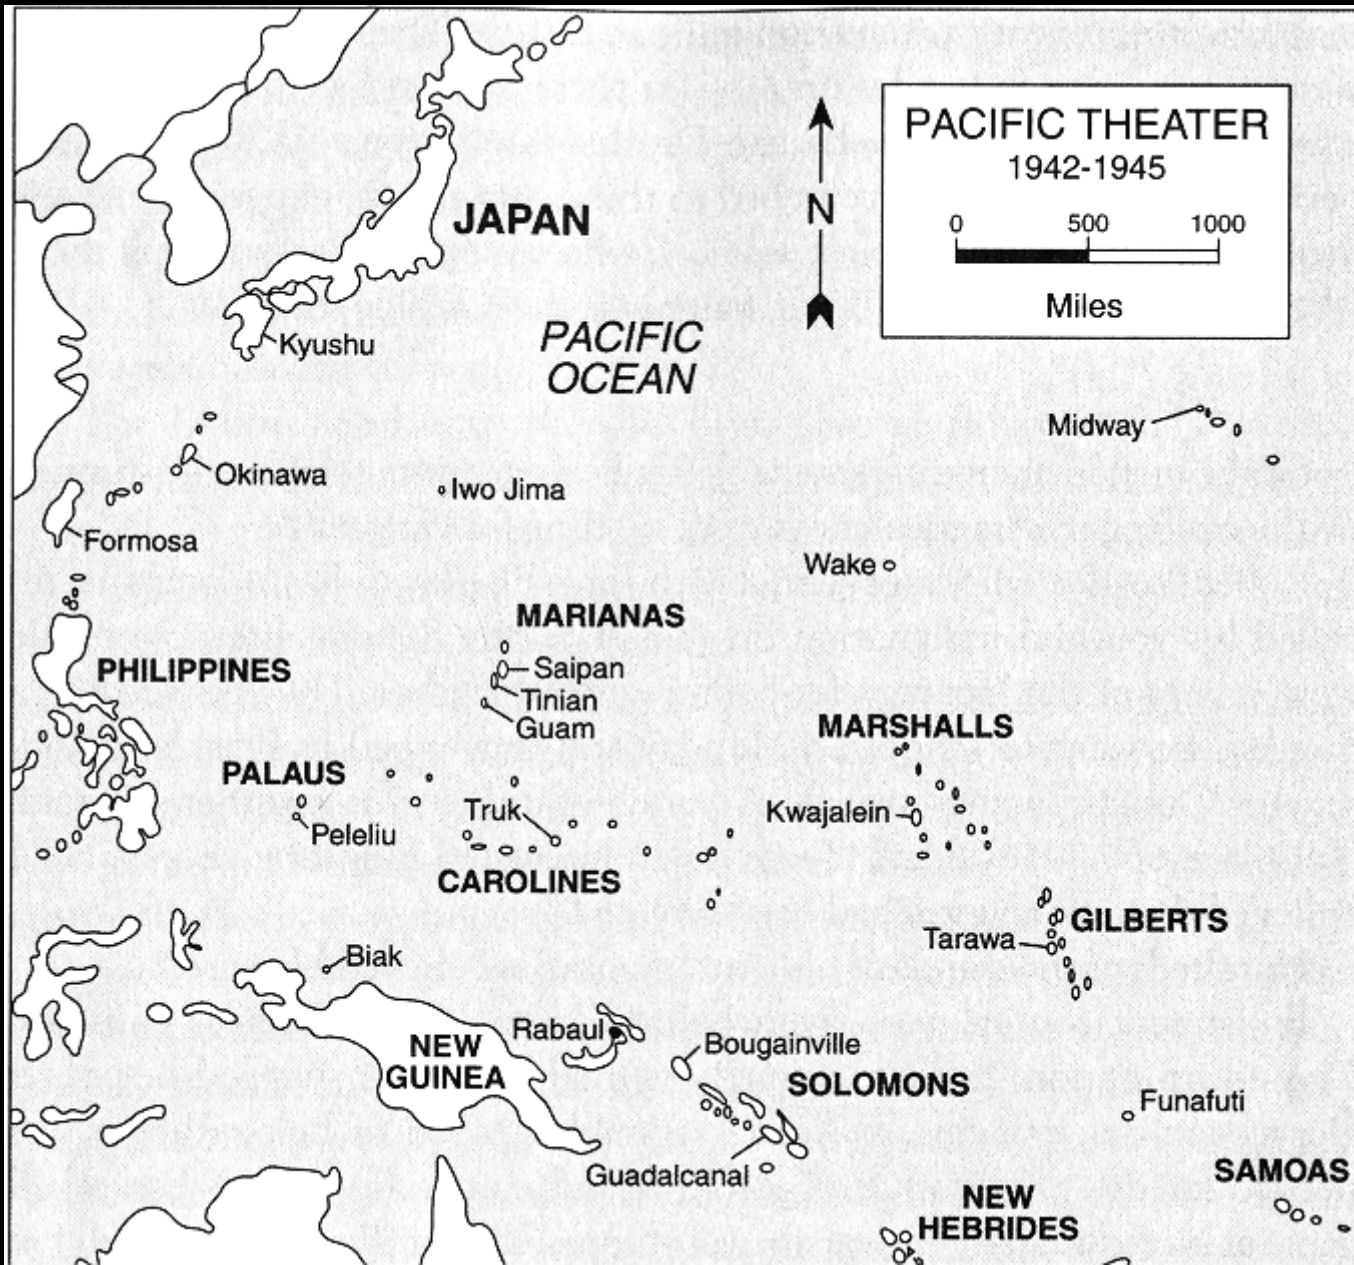 PACIFIC THEATER
1942-1945
0 500 1000
Miles
N
JAPAN
Kyushu
PACIFIC
OCEAN
Midway
Okinawa
Iwo Jima
Formosa
Wake
MARIANAS
PHILIPPINES
Saipan
Tinian
Guam
MARSHALLS
PALAUS
Truk
Kwajalein
Peleliu
CAROLINES
GILBERTS
Tarawa
Biak
Rabaul
NEW
GUINEA
Bougainville
SOLOMONS
Funafuti
Guadalcanal
SAMOAS
NEW
HEBRIDES